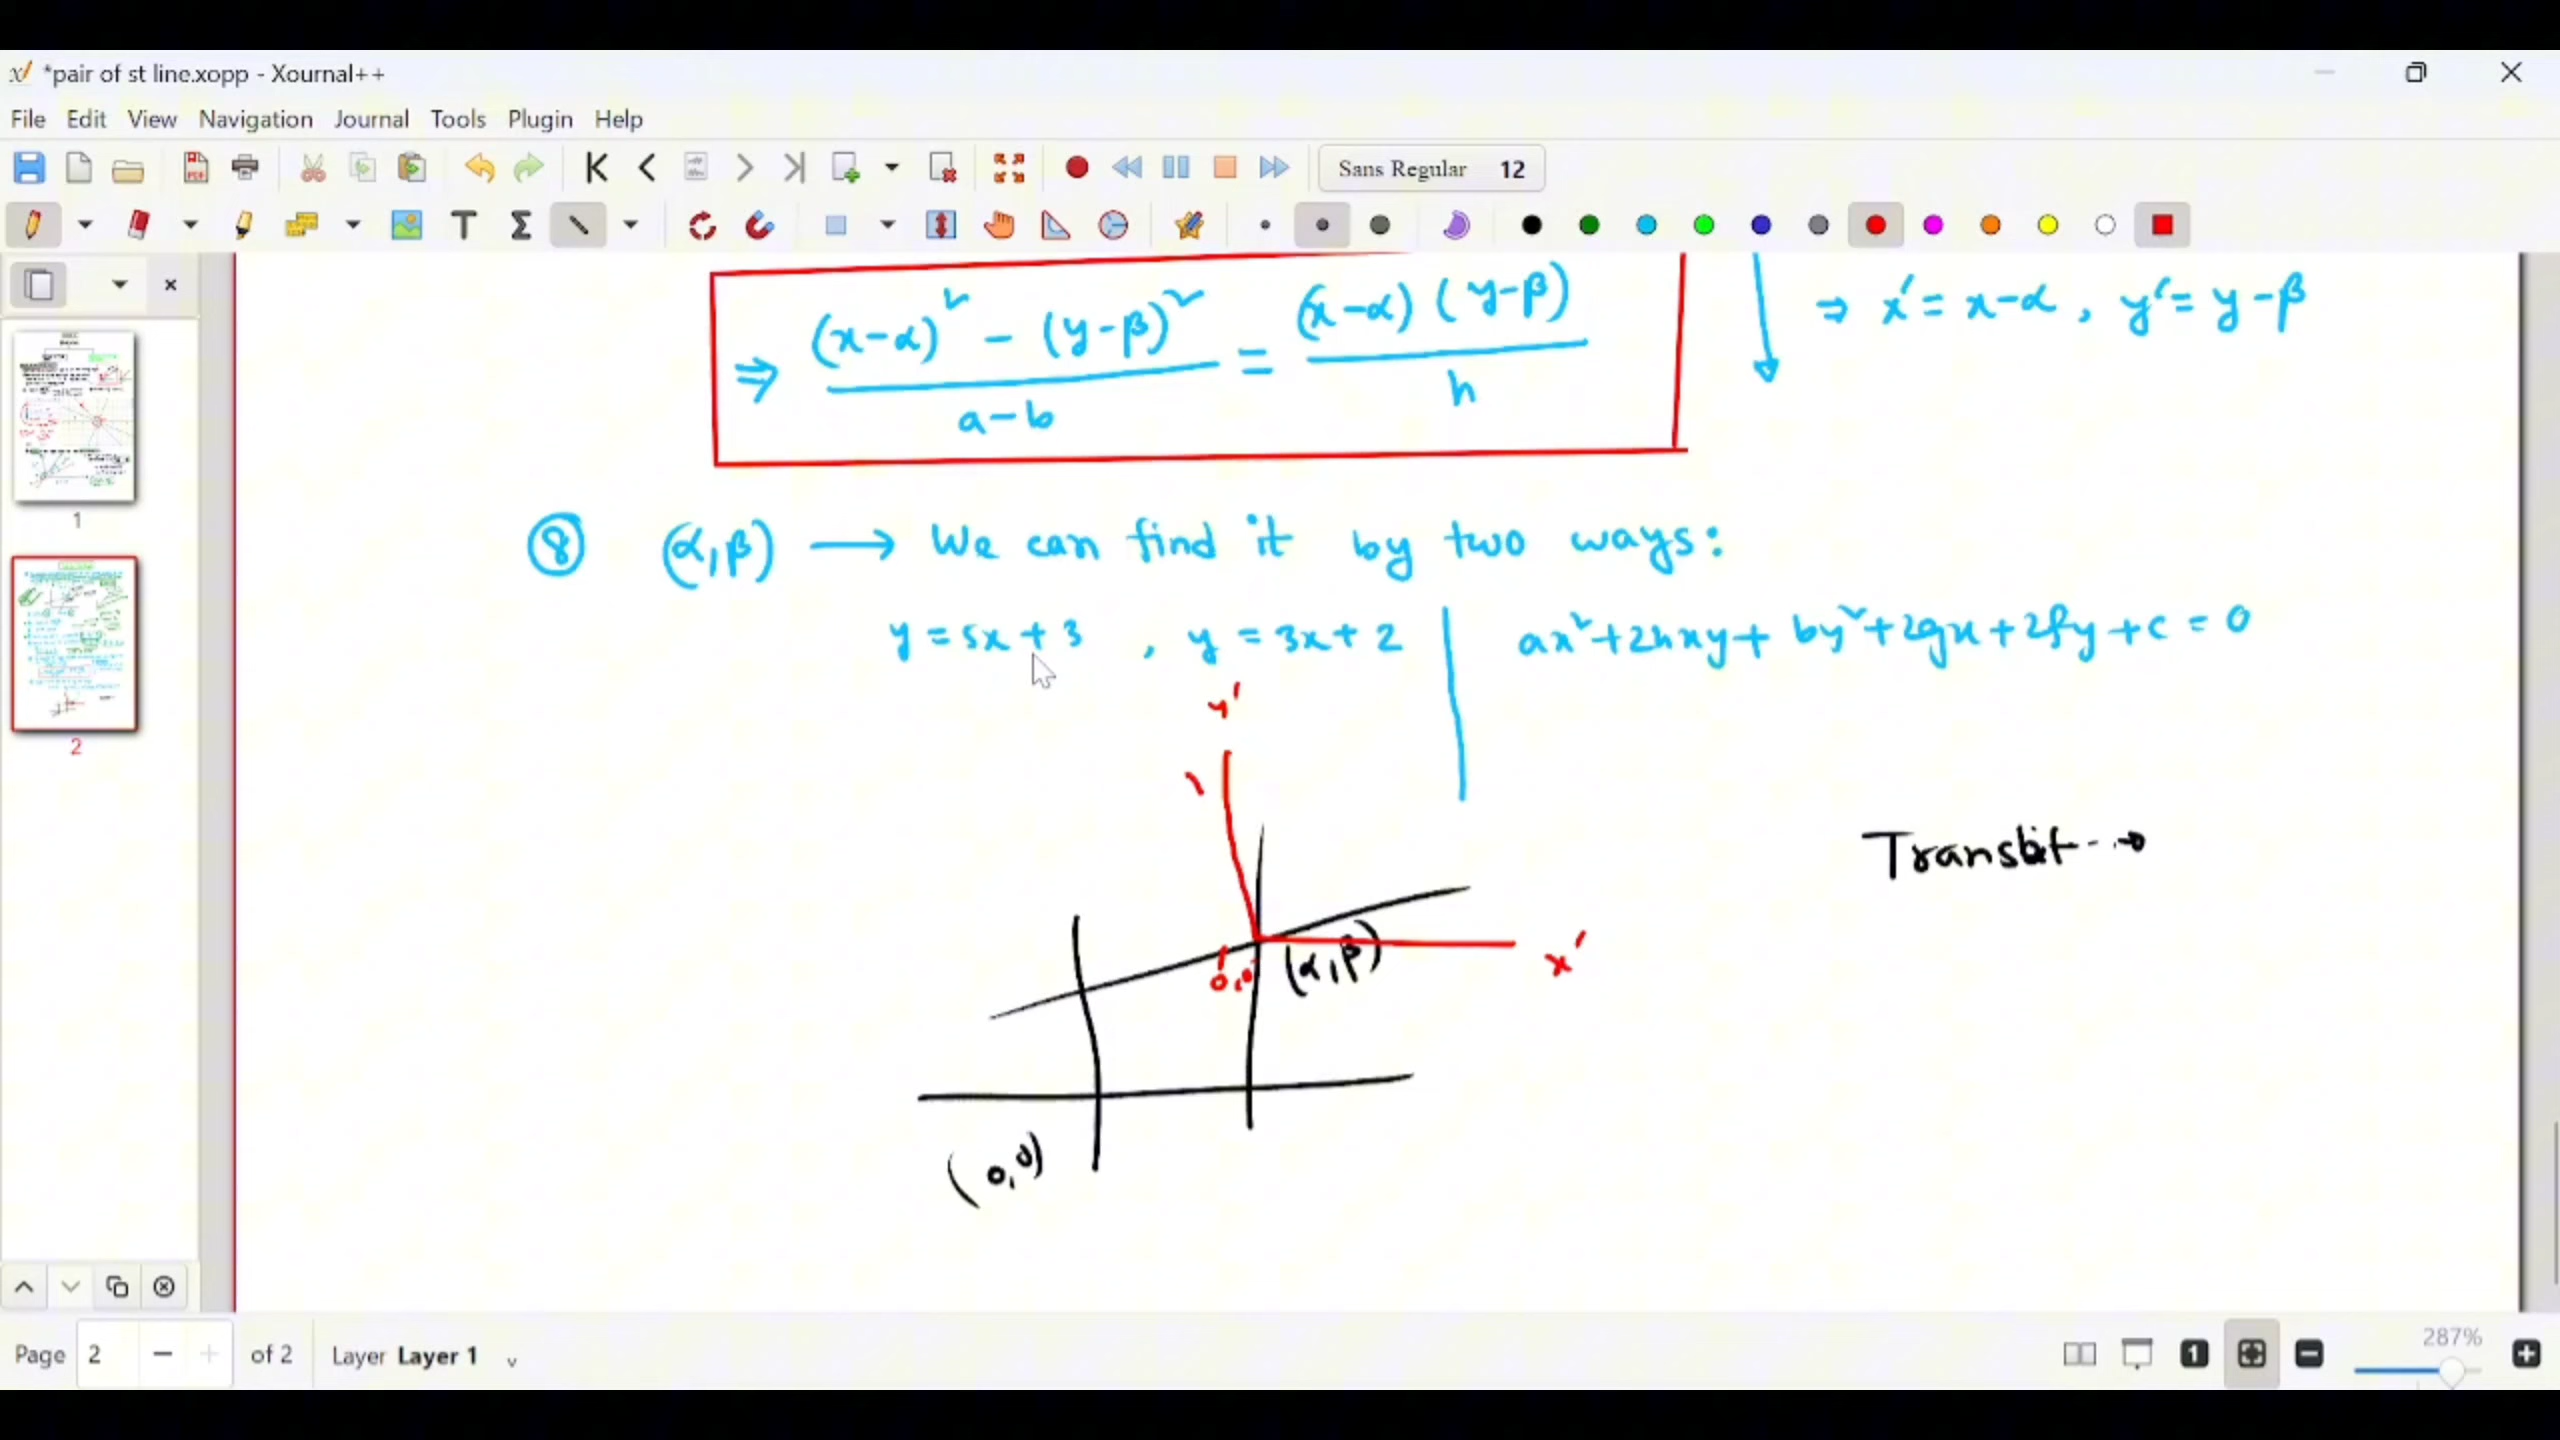 *pair of st line.xopp - Xournal++
File Edit View Navigation Journal Tools Plugin Help
Sans Regular 12
⇒ (x-α)² - (y-β)² / a-b = (x-α) (y-β) / h
⇒ x' = x-α, y' = y-β
⑧ (α,β) → We can find it by two ways:
y = 5x + 3 , y = 3x + 2
ax²+2hxy+ by²+2gx+2fy+c = 0
y'
(α,β)
0,0
x'
(0,0)
1
2
Page 2 of 2 Layer Layer 1
287%